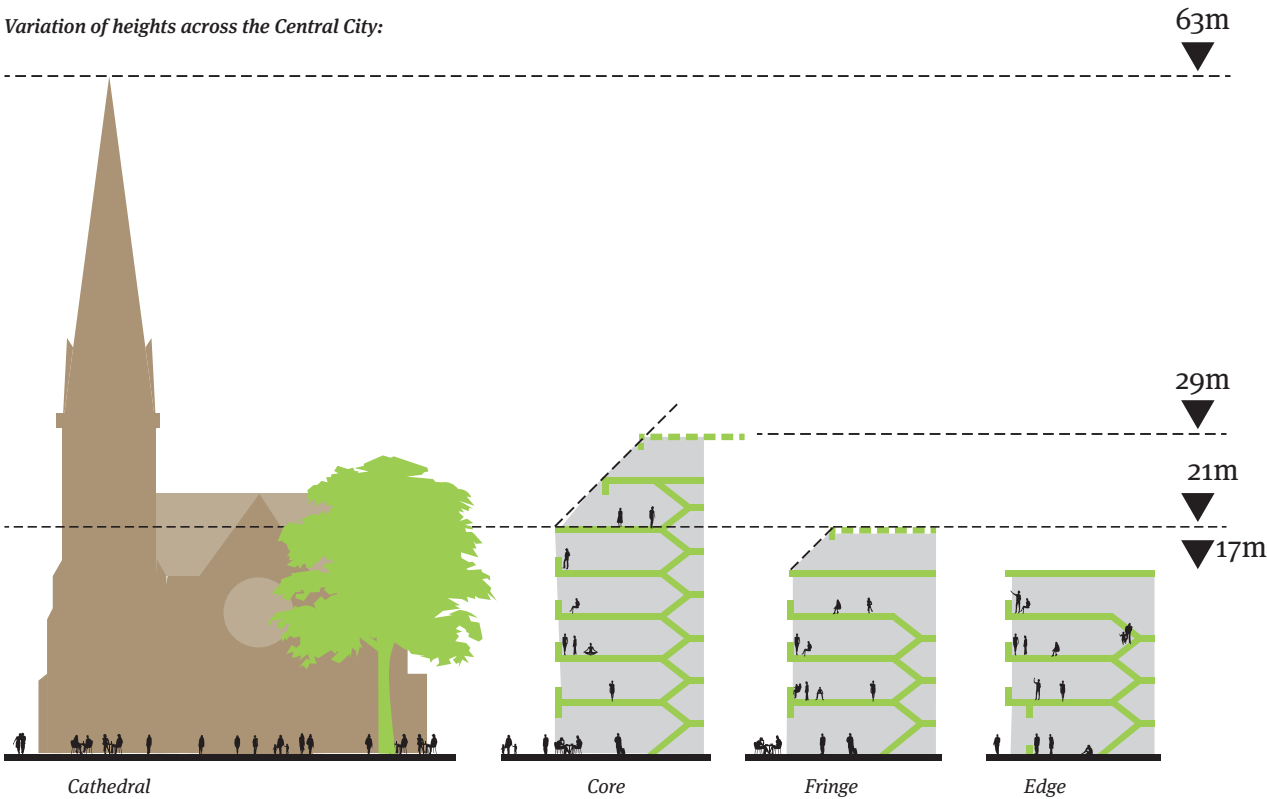 Variation of heights across the Central City:
63m
29m
21m
17m
Cathedral
Core
Fringe
Edge